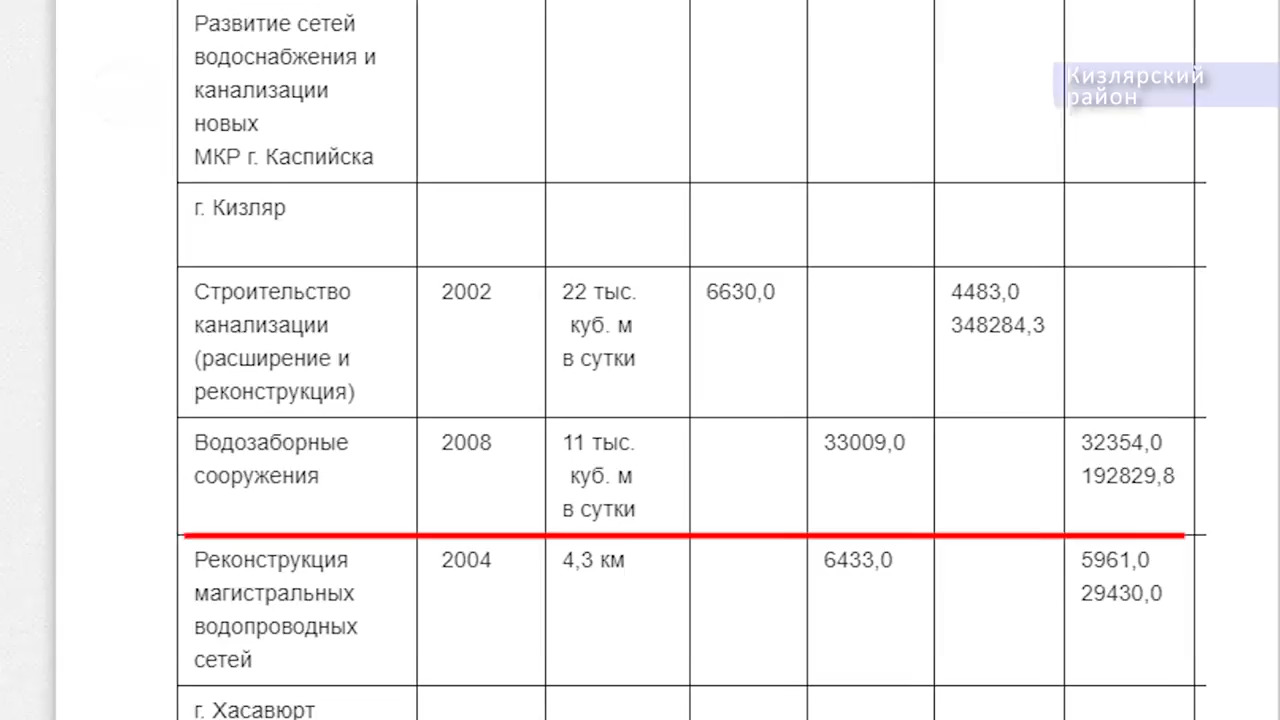 Развитие сетей
водоснабжения и
канализации
новых
МКР г. Каспийска
Кизлярский
район
г. Кизляр
Строительство
канализации
(расширение и
реконструкция)
2002
22 тыс.
куб. м
в сутки
6630,0
4483,0
348284,3
Водозаборные
сооружения
2008
11 тыс.
куб. м
в сутки
33009,0
32354,0
192829,8
Реконструкция
магистральных
водопроводных
сетей
2004
4,3 км
6433,0
5961,0
29430,0
г. Хасавюрт